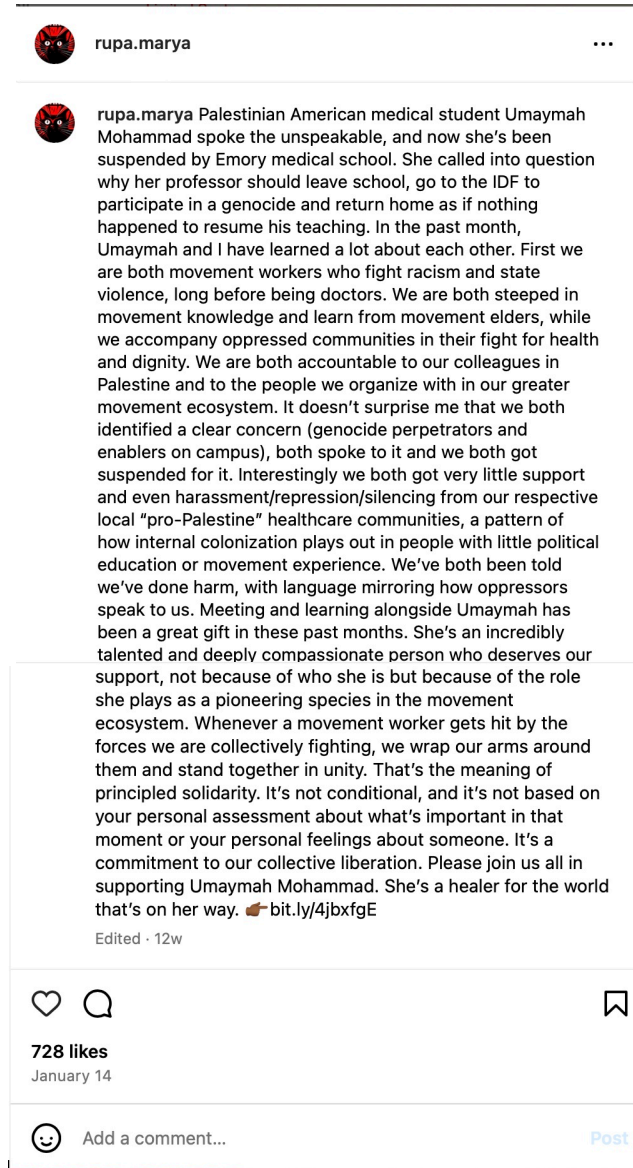 rupa.marya
rupa.marya Palestinian American medical student Umaymah
Mohammad spoke the unspeakable, and now she’s been
suspended by Emory medical school. She called into question
why her professor should leave school, go to the IDF to
participate in a genocide and return home as if nothing
happened to resume his teaching. In the past month,
Umaymah and I have learned a lot about each other. First we
are both movement workers who fight racism and state
violence, long before being doctors. We are both steeped in
movement knowledge and learn from movement elders, while
we accompany oppressed communities in their fight for health
and dignity. We are both accountable to our colleagues in
Palestine and to the people we organize with in our greater
movement ecosystem. It doesn’t surprise me that we both
identified a clear concern (genocide perpetrators and
enablers on campus), both spoke to it and we both got
suspended for it. Interestingly we both got very little support
and even harassment/repression/silencing from our respective
local “pro-Palestine” healthcare communities, a pattern of
how internal colonization plays out in people with little political
education or movement experience. We’ve both been told
we’ve done harm, with language mirroring how oppressors
speak to us. Meeting and learning alongside Umaymah has
been a great gift in these past months. She’s an incredibly
talented and deeply compassionate person who deserves our
support, not because of who she is but because of the role
she plays as a pioneering species in the movement
ecosystem. Whenever a movement worker gets hit by the
forces we are collectively fighting, we wrap our arms around
them and stand together in unity. That’s the meaning of
principled solidarity. It’s not conditional, and it’s not based on
your personal assessment about what’s important in that
moment or your personal feelings about someone. It’s a
commitment to our collective liberation. Please join us all in
supporting Umaymah Mohammad. She’s a healer for the world
that’s on her way. 👉🏾bit.ly/4jbxfgE
Edited · 12w
728 likes
January 14
Add a comment...
Post